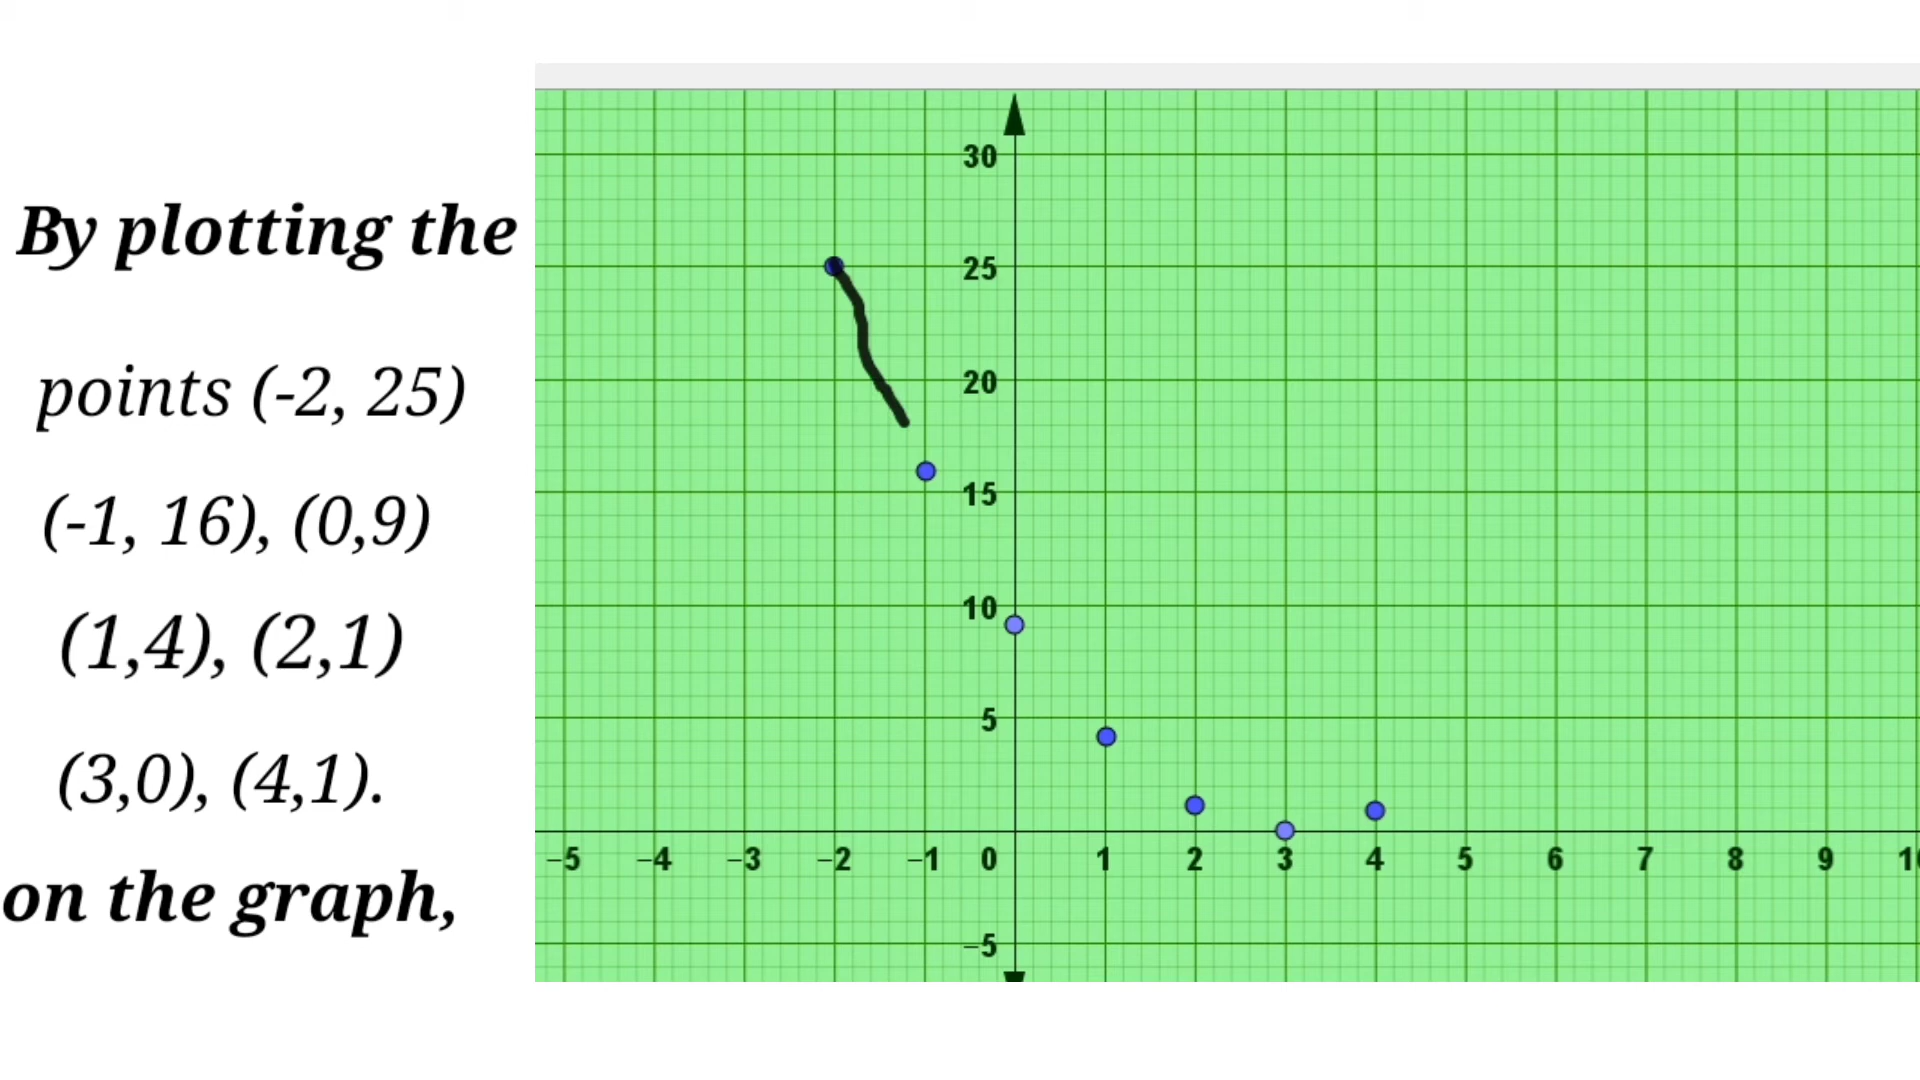 By plotting the
points (-2, 25)
(-1, 16), (0,9)
(1,4), (2,1)
(3,0), (4,1).
on the graph,
30
25
20
15
10
5
−5 −4 −3 −2 −1 0 1 2 3 4 5 6 7 8 9 10
−5